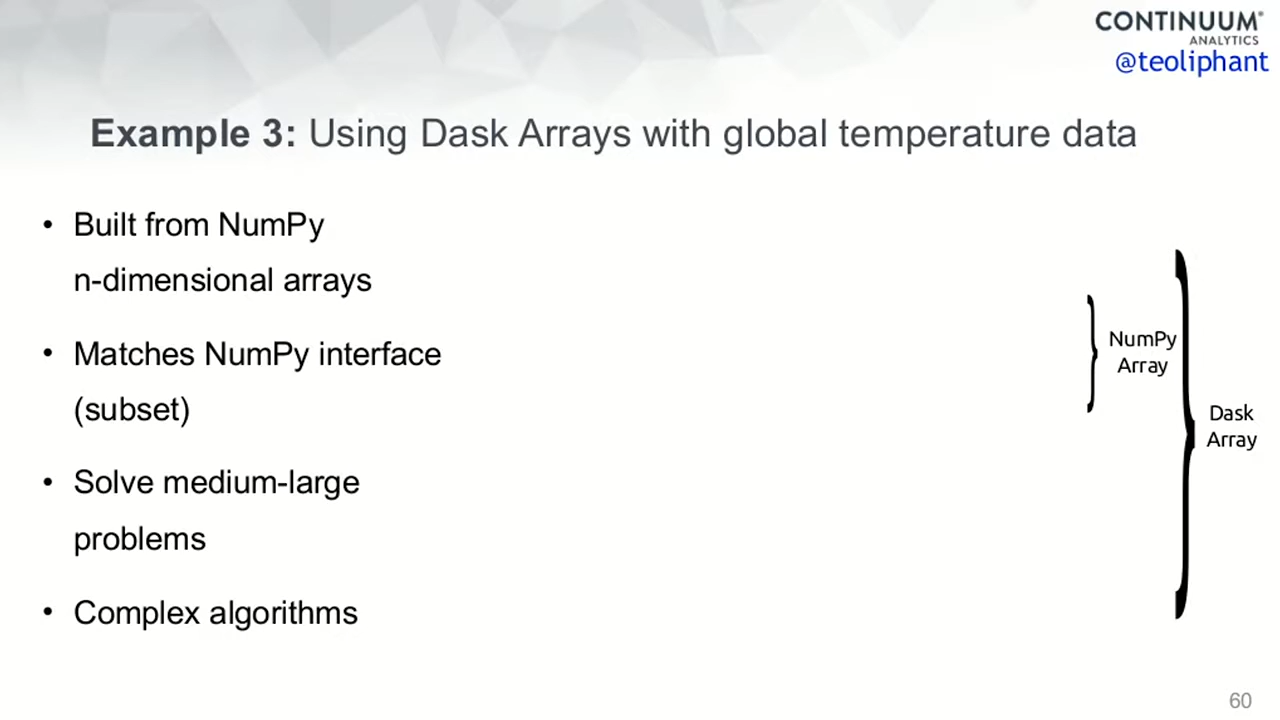 CONTINUUM®
ANALYTICS
@teoliphant
Example 3: Using Dask Arrays with global temperature data
• Built from NumPy
n-dimensional arrays
• Matches NumPy interface
(subset)
• Solve medium-large
problems
• Complex algorithms
NumPy
Array
Dask
Array
60